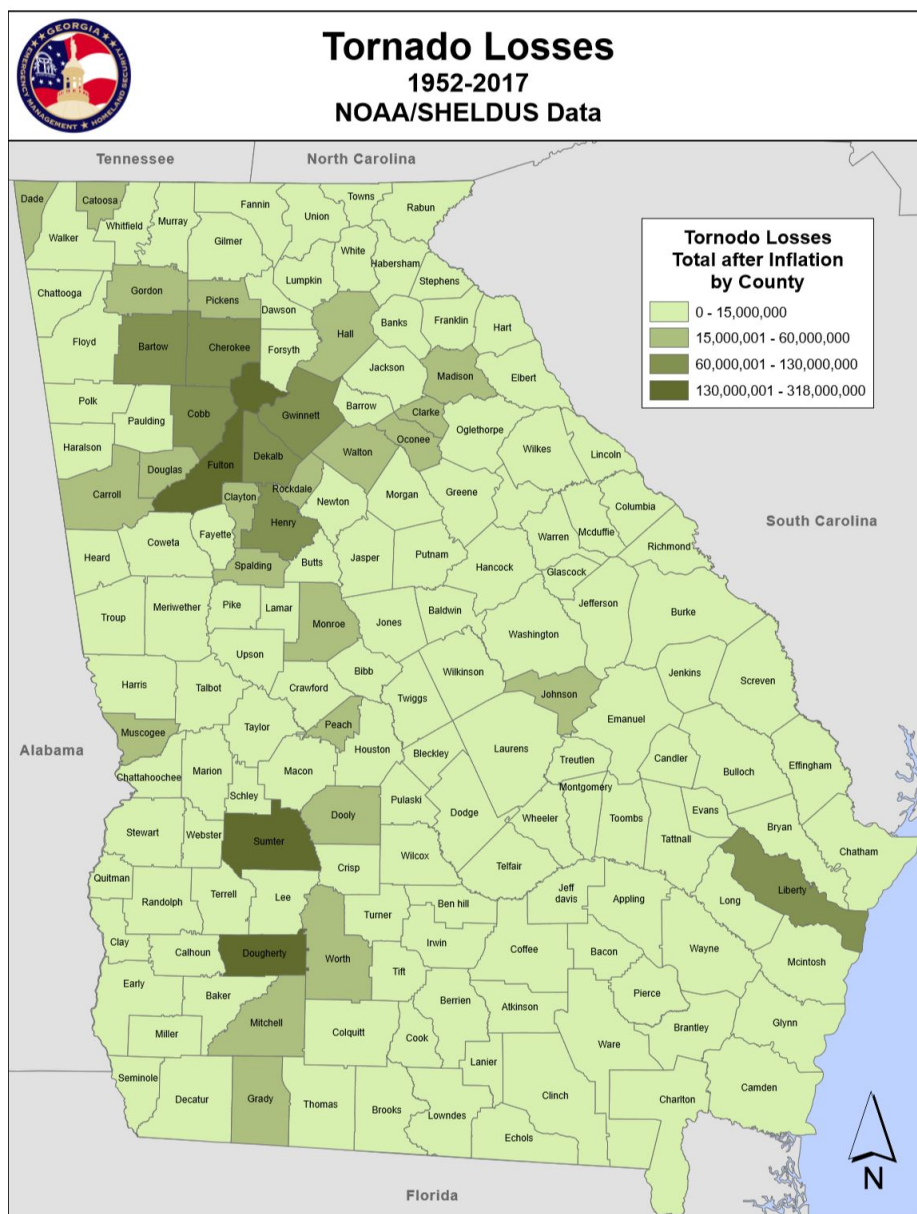 GEORGIA
EMERGENCY MANAGEMENT ★ HOMELAND SECURITY
Tornado Losses
1952-2017
NOAA/SHELDUS Data
Tennessee
North Carolina
Tornodo Losses
Total after Inflation
by County
0 - 15,000,000
15,000,001 - 60,000,000
60,000,001 - 130,000,000
130,000,001 - 318,000,000
Dade
Catoosa
Walker
Whitfield
Murray
Fannin
Union
Towns
Rabun
Gilmer
White
Habersham
Stephens
Lumpkin
Chattooga
Gordon
Pickens
Dawson
Floyd
Bartow
Cherokee
Forsyth
Hall
Banks
Franklin
Hart
Jackson
Madison
Elbert
Polk
Paulding
Cobb
Gwinnett
Barrow
Clarke
Oconee
Oglethorpe
Wilkes
Lincoln
Haralson
Douglas
Fulton
Dekalb
Walton
Carroll
Clayton
Rockdale
Newton
Morgan
Greene
Columbia
Mcduffie
Warren
South Carolina
Coweta
Fayette
Henry
Heard
Spalding
Butts
Jasper
Putnam
Hancock
Glascock
Richmond
Troup
Meriwether
Pike
Lamar
Monroe
Jones
Baldwin
Washington
Jefferson
Burke
Upson
Bibb
Wilkinson
Jenkins
Screven
Harris
Talbot
Crawford
Twiggs
Johnson
Emanuel
Muscogee
Taylor
Peach
Alabama
Houston
Bleckley
Laurens
Treutlen
Candler
Bulloch
Effingham
Chattahoochee
Marion
Macon
Schley
Dooly
Pulaski
Dodge
Montgomery
Wheeler
Toombs
Evans
Tattnall
Bryan
Chatham
Stewart
Webster
Sumter
Crisp
Wilcox
Telfair
Quitman
Randolph
Terrell
Lee
Turner
Ben hill
Jeff
davis
Appling
Long
Liberty
Clay
Calhoun
Dougherty
Worth
Irwin
Tift
Coffee
Bacon
Wayne
Mcintosh
Early
Baker
Mitchell
Berrien
Atkinson
Pierce
Miller
Colquitt
Cook
Ware
Brantley
Glynn
Lanier
Seminole
Decatur
Grady
Thomas
Brooks
Lowndes
Clinch
Charlton
Camden
Echols
Florida
N